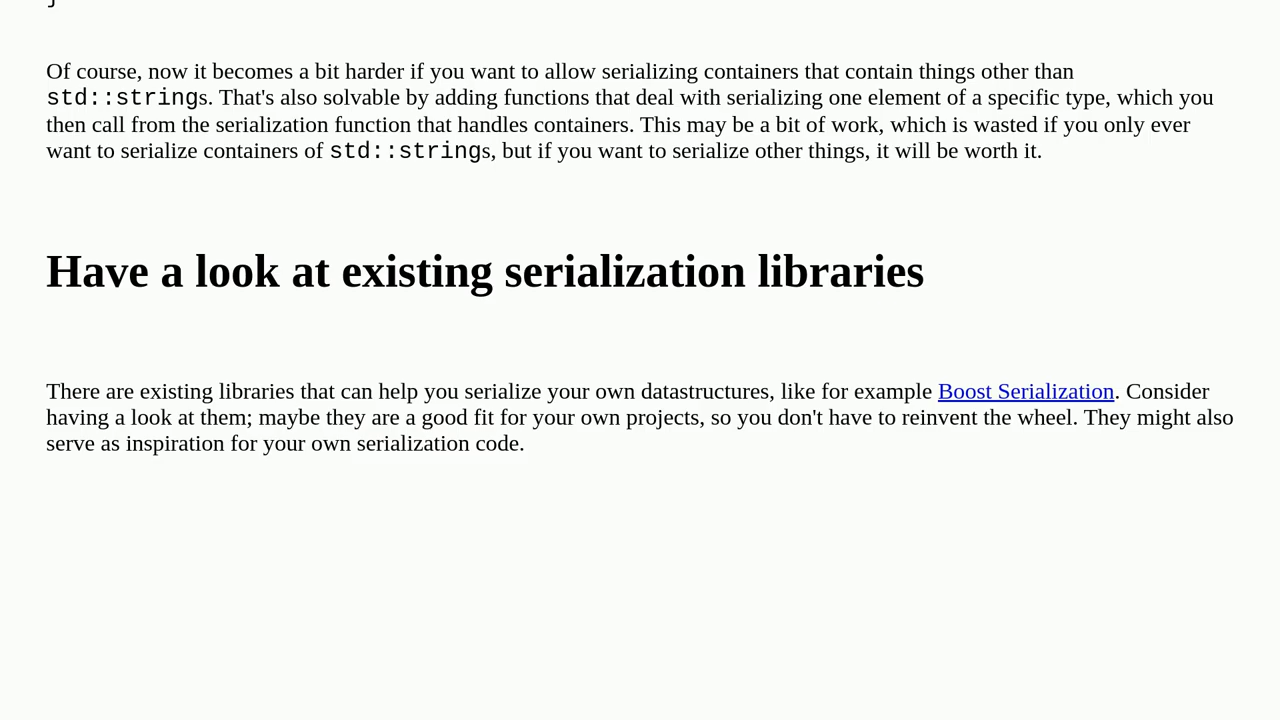 }
Of course, now it becomes a bit harder if you want to allow serializing containers that contain things other than
std::strings. That's also solvable by adding functions that deal with serializing one element of a specific type, which you
then call from the serialization function that handles containers. This may be a bit of work, which is wasted if you only ever
want to serialize containers of std::strings, but if you want to serialize other things, it will be worth it.
Have a look at existing serialization libraries
There are existing libraries that can help you serialize your own datastructures, like for example Boost Serialization. Consider
having a look at them; maybe they are a good fit for your own projects, so you don't have to reinvent the wheel. They might also
serve as inspiration for your own serialization code.